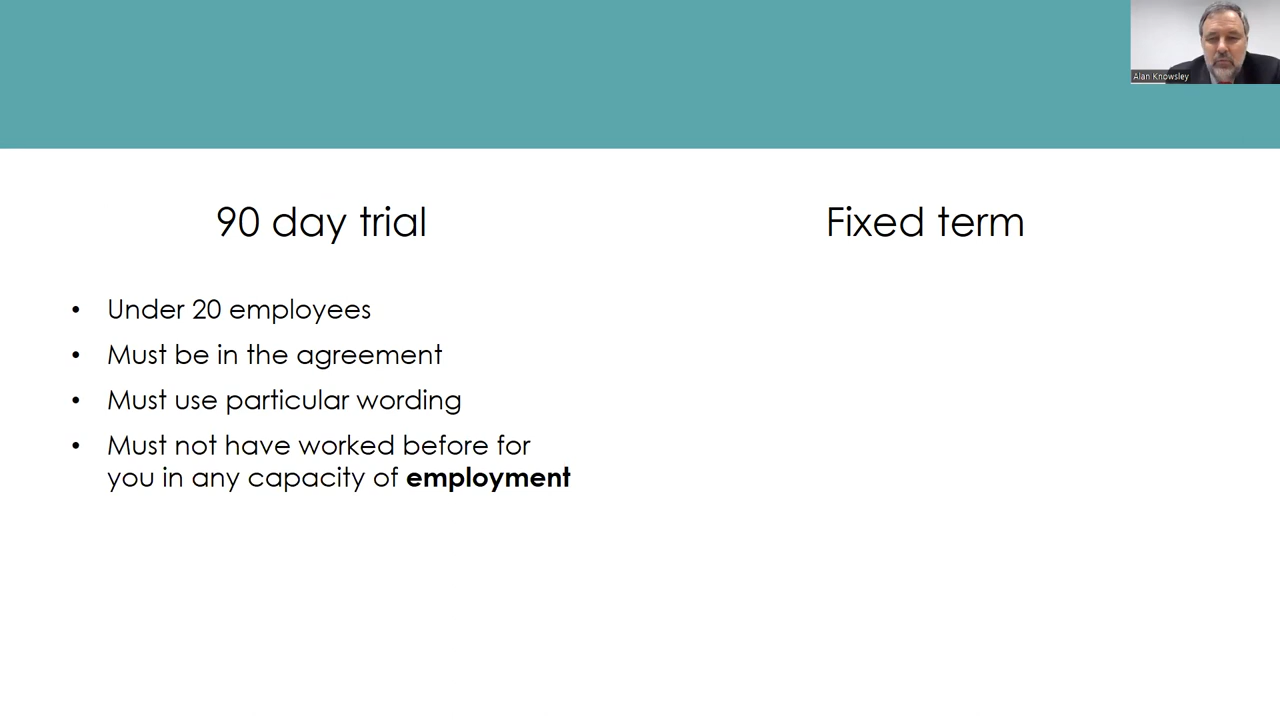 Alan Knowsley
90 day trial
Fixed term
• Under 20 employees
• Must be in the agreement
• Must use particular wording
• Must not have worked before for
you in any capacity of employment